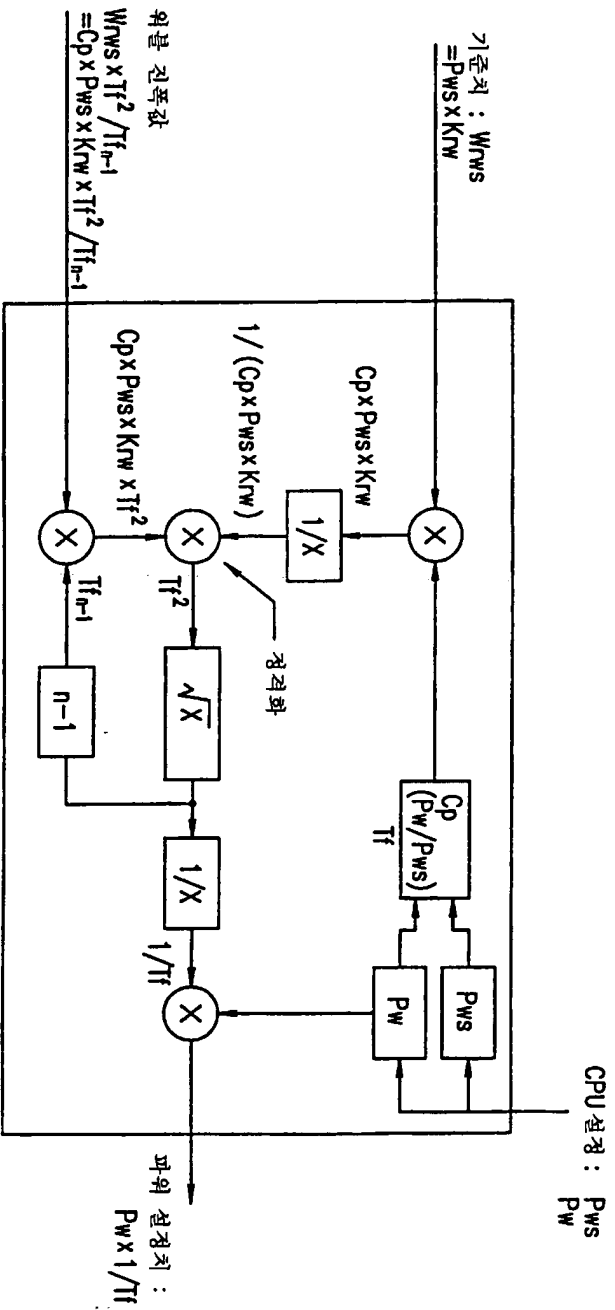 CPU 설정 : Pws
Pw
기준치 : Wrws
=Pws x Krw
X
Pws
Cp
(Pw/Pws)
Tf
Pw
Cp x Pws x Krw
1/X
1/(Cp x Pws x Krw)
정격화
X
Tf²
√X
1/X
1/Tf
X
파워 설정치 :
Pw x 1/Tf
워블 진폭값
Wrws x Tf²/Tfn-1
=Cp x Pws x Krw x Tf²/Tfn-1
Cp x Pws x Krw x Tf²
X
Tfn-1
n-1